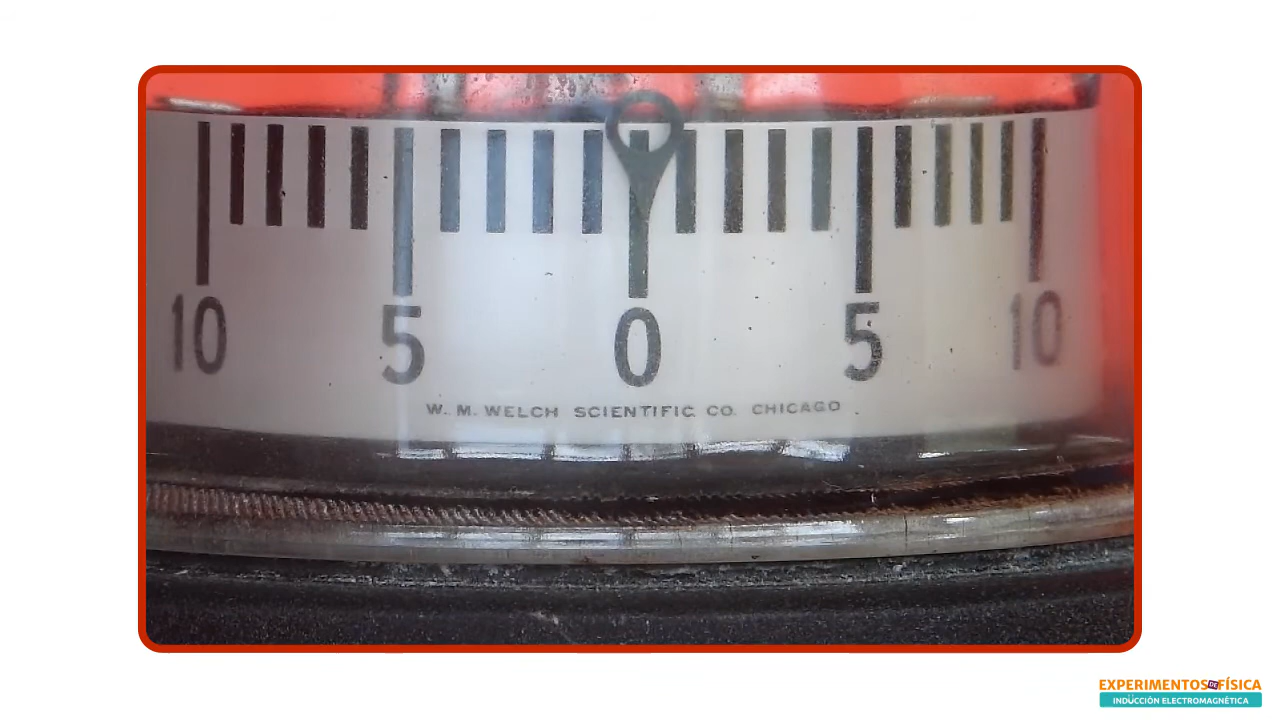 10 5 0 5 10
W. M. WELCH SCIENTIFIC CO. CHICAGO
EXPERIMENTOS DE FÍSICA
INDUCCIÓN ELECTROMAGNÉTICA